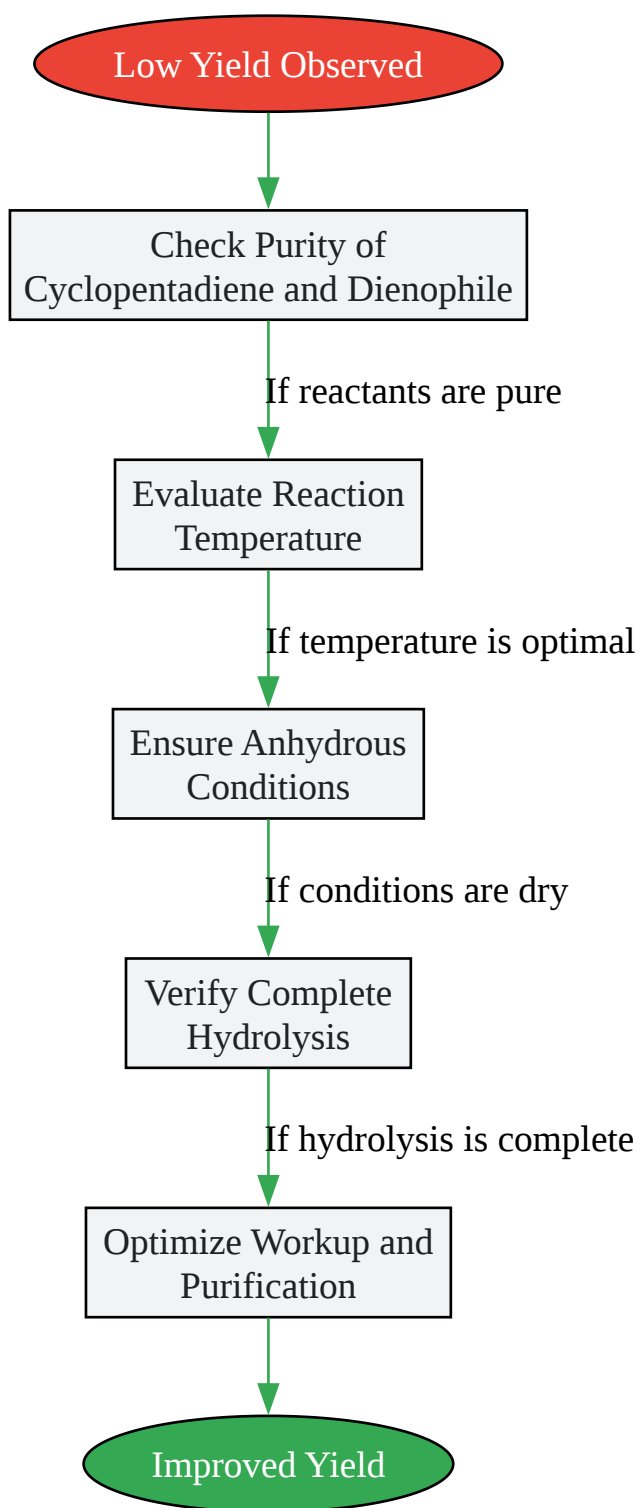 Low Yield Observed
Check Purity of
Cyclopentadiene and Dienophile
If reactants are pure
Evaluate Reaction
Temperature
If temperature is optimal
Ensure Anhydrous
Conditions
If conditions are dry
Verify Complete
Hydrolysis
If hydrolysis is complete
Optimize Workup and
Purification
Improved Yield